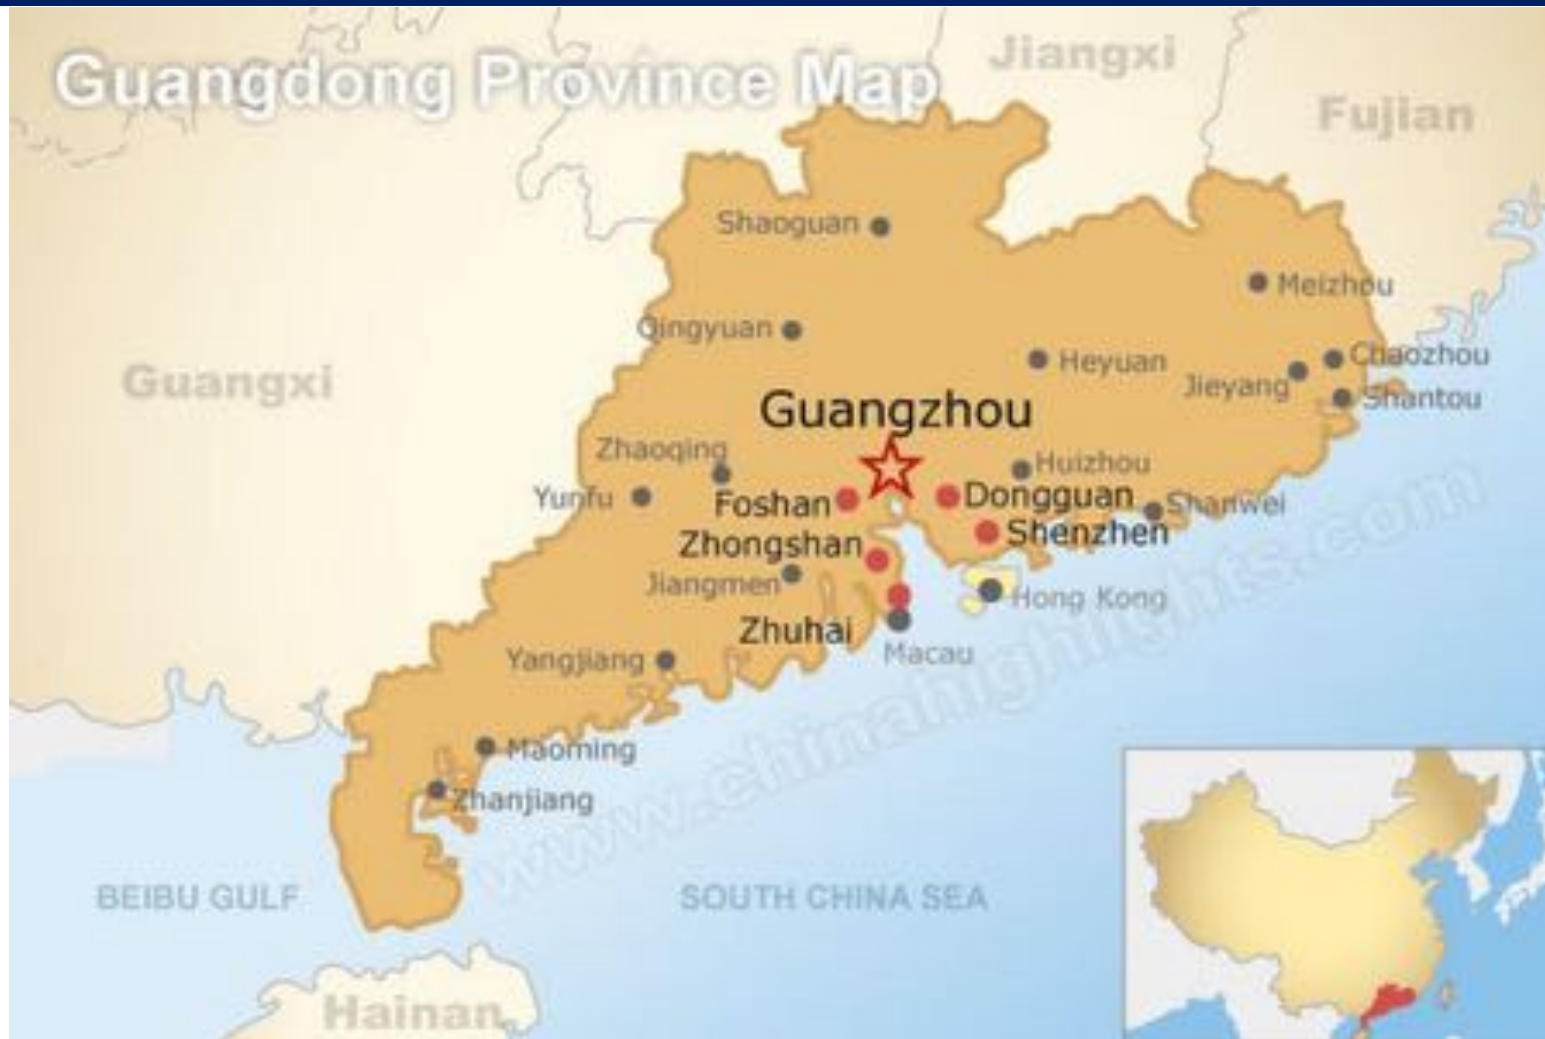 Guangdong Province Map
Jiangxi
Fujian
Shaoguan
Meizhou
Qingyuan
Heyuan
Chaozhou
Jieyang
Shantou
Guangxi
Guangzhou
Zhaoqing
Huizhou
Yunfu
Foshan
Dongguan
Shanwei
Shenzhen
Zhongshan
Jiangmen
Hong Kong
Zhuhai
Macau
Yangjiang
Maoming
Zhanjiang
www.chinahighlights.com
BEIBU GULF
SOUTH CHINA SEA
Hainan